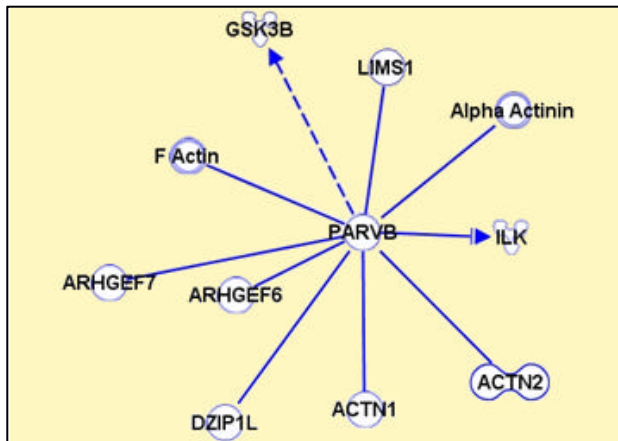 GSK3B
LIMS1
Alpha Actinin
F Actin
PARVB
ILK
ARHGEF7
ARHGEF6
ACTN2
ACTN1
DZIP1L